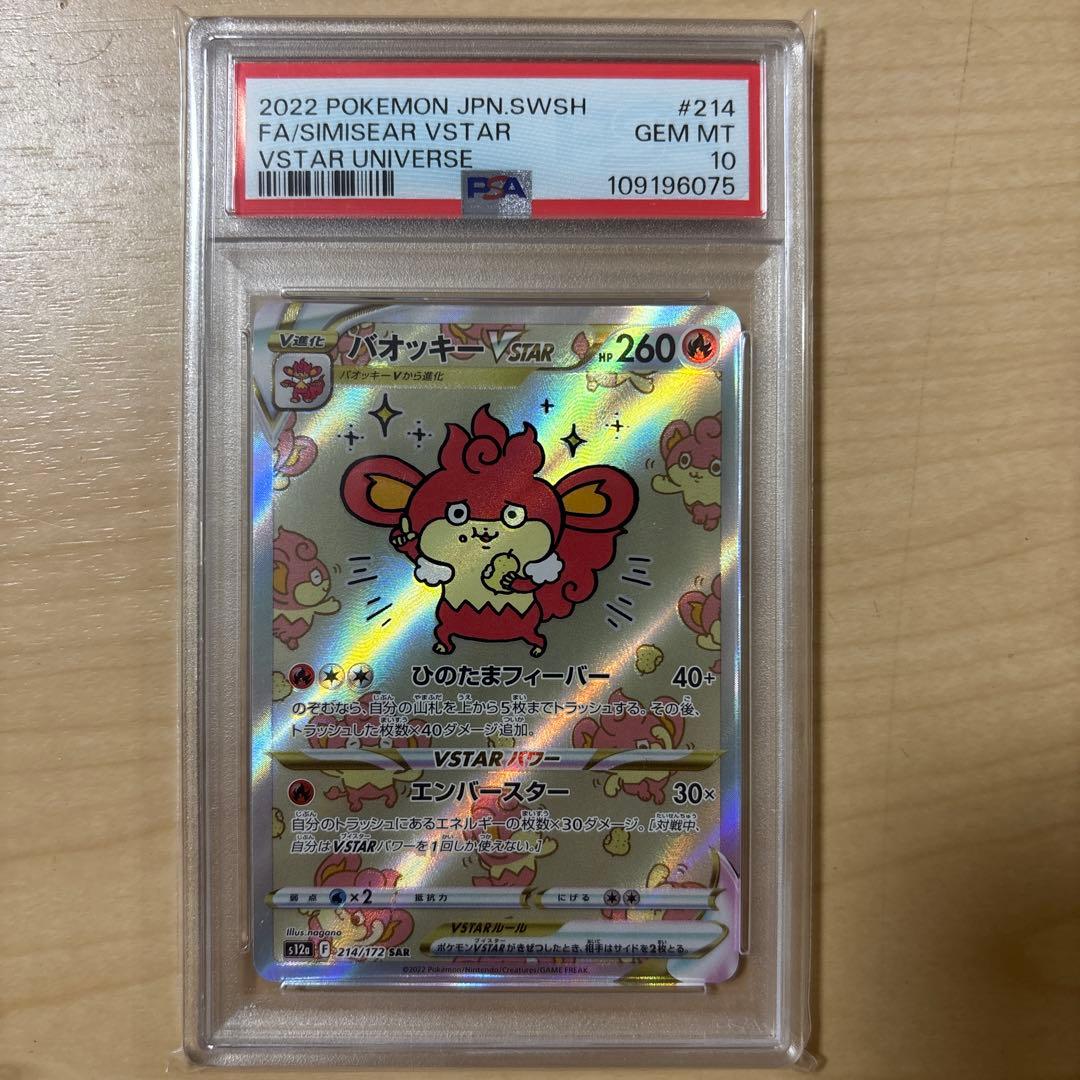 2022 POKEMON JPN.SWSH #214
FA/SIMISEAR VSTAR GEM MT
VSTAR UNIVERSE 10
PSA 109196075
V進化 バオッキー VSTAR HP 260
バオッキーVから進化
ひのたまフィーバー 40+
のぞむなら、自分の山札を上から5枚までトラッシュする。その後、
トラッシュした枚数×40ダメージ追加。
VSTARパワー
エンバースター 30×
自分のトラッシュにあるエネルギーの枚数×30ダメージ。[対戦中、
自分はVSTARパワーを1回しか使えない。]
弱点 ×2 抵抗力 にげる
Illus. nagano VSTARルール
s12a F 214/172 SAR ポケモンVSTARがきぜつしたとき、相手はサイドを2枚とる。
©2022 Pokémon/Nintendo/Creatures/GAME FREAK.